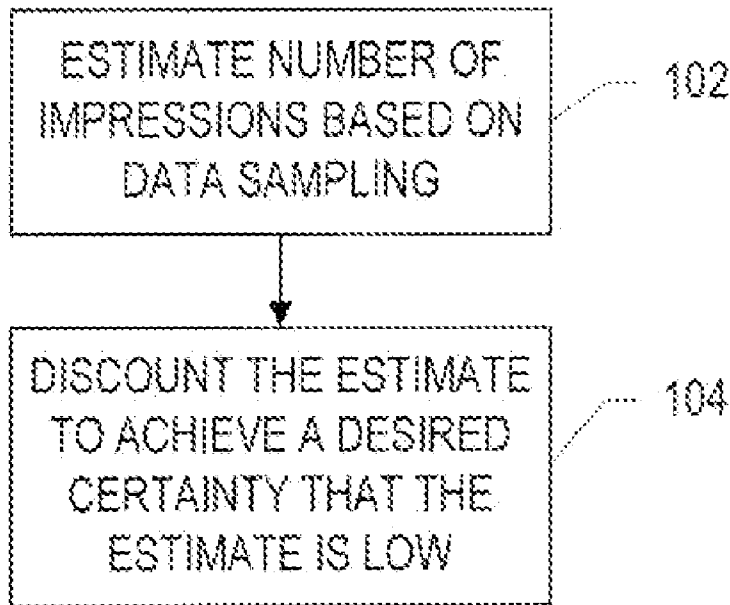 ESTIMATE NUMBER OF
IMPRESSIONS BASED ON
DATA SAMPLING
102
DISCOUNT THE ESTIMATE
TO ACHIEVE A DESIRED
CERTAINTY THAT THE
ESTIMATE IS LOW
104